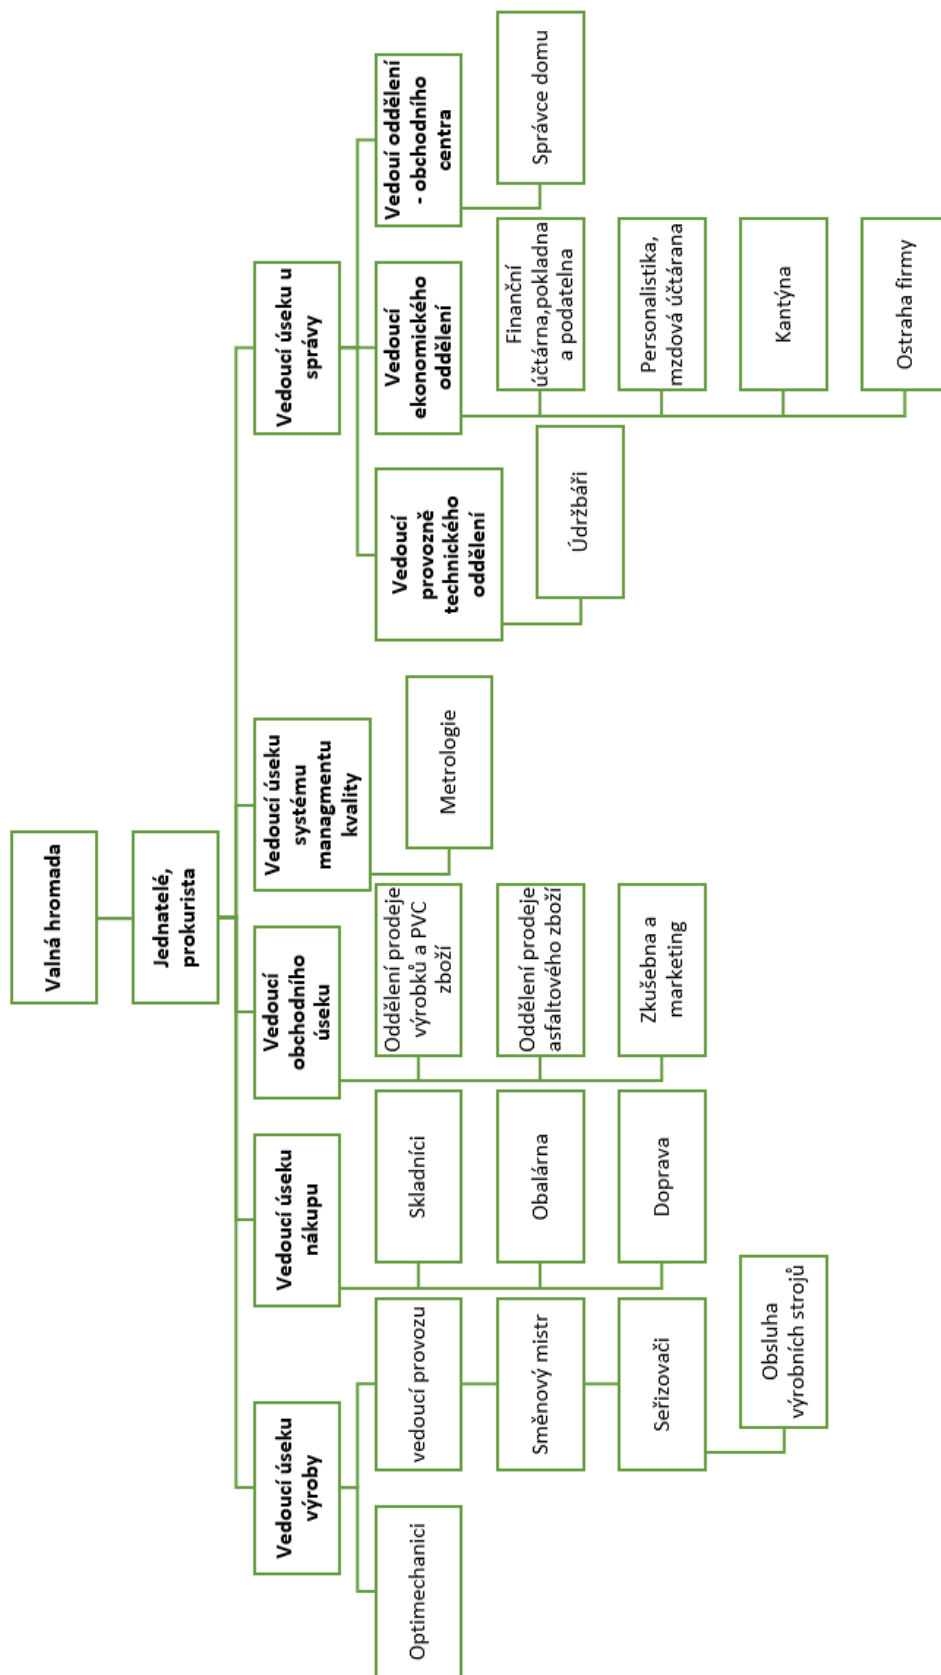 Valná hromada
Jednatelé,
prokurista
Vedoucí úseku
výroby
Optimechanici
vedoucí provozu
Směnový mistr
Seřizovači
Obsluha
výrobních strojů
Vedoucí úseku
nákupu
Skladníci
Obalárna
Doprava
Vedoucí
obchodního
úseku
Oddělení prodeje
výrobků a PVC
zboží
Oddělení prodeje
asfaltového zboží
Zkušebna a
marketing
Vedoucí úseku
systému
managmentu
kvality
Metrologie
Vedoucí úseku u
správy
Vedoucí
provozně
technického
oddělení
Údržbáři
Vedoucí
ekonomického
oddělení
Finanční
účtárna,pokladna
a podatelna
Personalistika,
mzdová účtárana
Kantýna
Ostraha firmy
Vedouí oddělení
- obchodního
centra
Správce domu